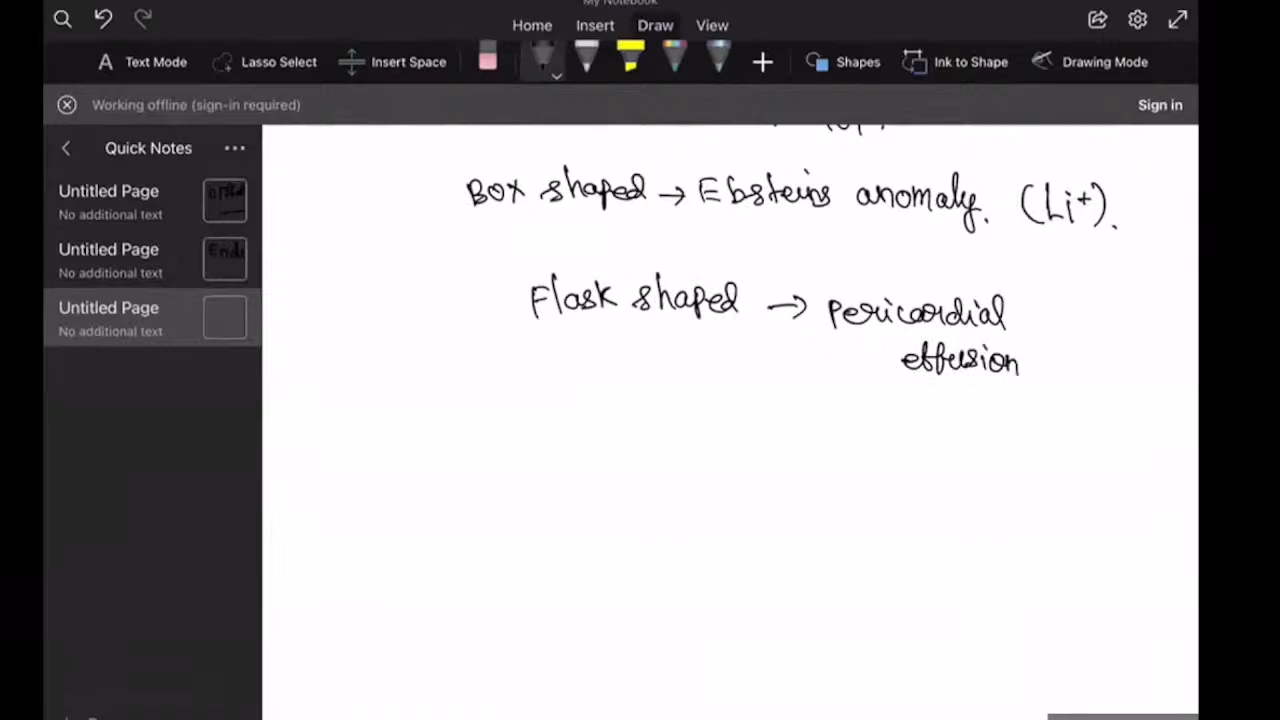 My Notebook
Home Insert Draw View
Text Mode Lasso Select Insert Space Shapes Ink to Shape Drawing Mode
Working offline (sign-in required) Sign in
Quick Notes
Untitled Page
No additional text
Untitled Page
No additional text
Untitled Page
No additional text
Box shaped → Ebsteins anomaly. (Li+).
Flask shaped → pericardial
effusion